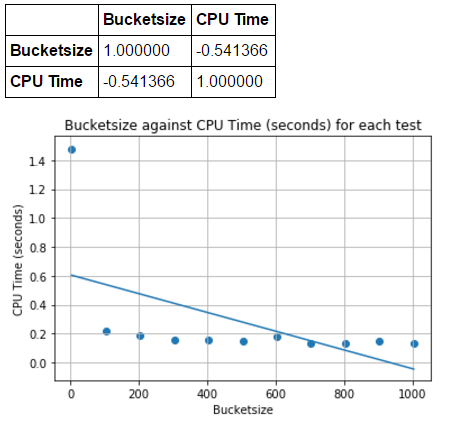 Bucketsize CPU Time
Bucketsize 1.000000 -0.541366
CPU Time -0.541366 1.000000
Bucketsize against CPU Time (seconds) for each test
CPU Time (seconds)
1.4
1.2
1.0
0.8
0.6
0.4
0.2
0.0
0 200 400 600 800 1000
Bucketsize